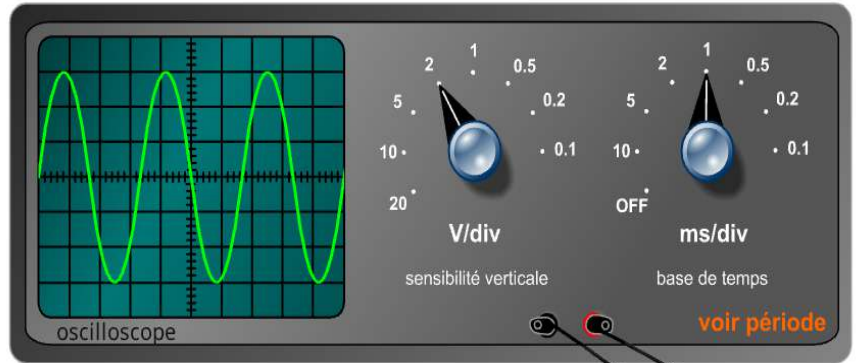 2
1
0.5
5
0.2
10
0.1
20
V/div
sensibilité verticale
2
1
0.5
5
0.2
10
0.1
OFF
ms/div
base de temps
voir période
oscilloscope